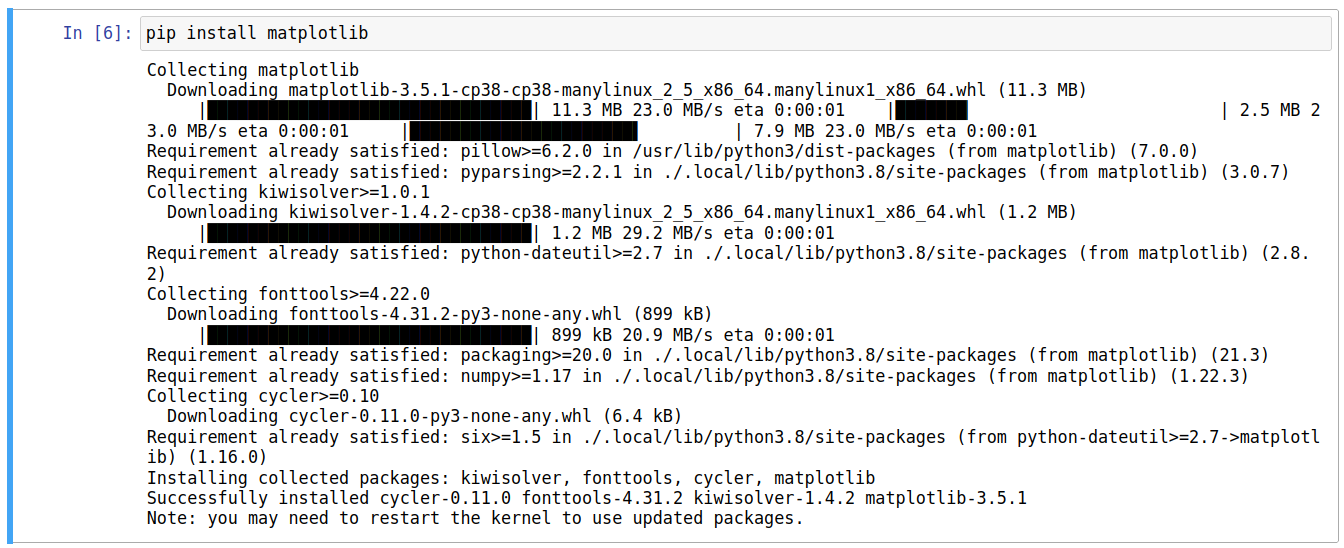 In [6]: pip install matplotlib
Collecting matplotlib
  Downloading matplotlib-3.5.1-cp38-cp38-manylinux_2_5_x86_64.manylinux1_x86_64.whl (11.3 MB)
     |████████████████████████████████| 11.3 MB 23.0 MB/s eta 0:00:01    |███████                         | 2.5 MB 2
3.0 MB/s eta 0:00:01     |██████████████████████▌         | 7.9 MB 23.0 MB/s eta 0:00:01
Requirement already satisfied: pillow>=6.2.0 in /usr/lib/python3/dist-packages (from matplotlib) (7.0.0)
Requirement already satisfied: pyparsing>=2.2.1 in ./.local/lib/python3.8/site-packages (from matplotlib) (3.0.7)
Collecting kiwisolver>=1.0.1
  Downloading kiwisolver-1.4.2-cp38-cp38-manylinux_2_5_x86_64.manylinux1_x86_64.whl (1.2 MB)
     |████████████████████████████████| 1.2 MB 29.2 MB/s eta 0:00:01
Requirement already satisfied: python-dateutil>=2.7 in ./.local/lib/python3.8/site-packages (from matplotlib) (2.8.
2)
Collecting fonttools>=4.22.0
  Downloading fonttools-4.31.2-py3-none-any.whl (899 kB)
     |████████████████████████████████| 899 kB 20.9 MB/s eta 0:00:01
Requirement already satisfied: packaging>=20.0 in ./.local/lib/python3.8/site-packages (from matplotlib) (21.3)
Requirement already satisfied: numpy>=1.17 in ./.local/lib/python3.8/site-packages (from matplotlib) (1.22.3)
Collecting cycler>=0.10
  Downloading cycler-0.11.0-py3-none-any.whl (6.4 kB)
Requirement already satisfied: six>=1.5 in ./.local/lib/python3.8/site-packages (from python-dateutil>=2.7->matplotl
ib) (1.16.0)
Installing collected packages: kiwisolver, fonttools, cycler, matplotlib
Successfully installed cycler-0.11.0 fonttools-4.31.2 kiwisolver-1.4.2 matplotlib-3.5.1
Note: you may need to restart the kernel to use updated packages.